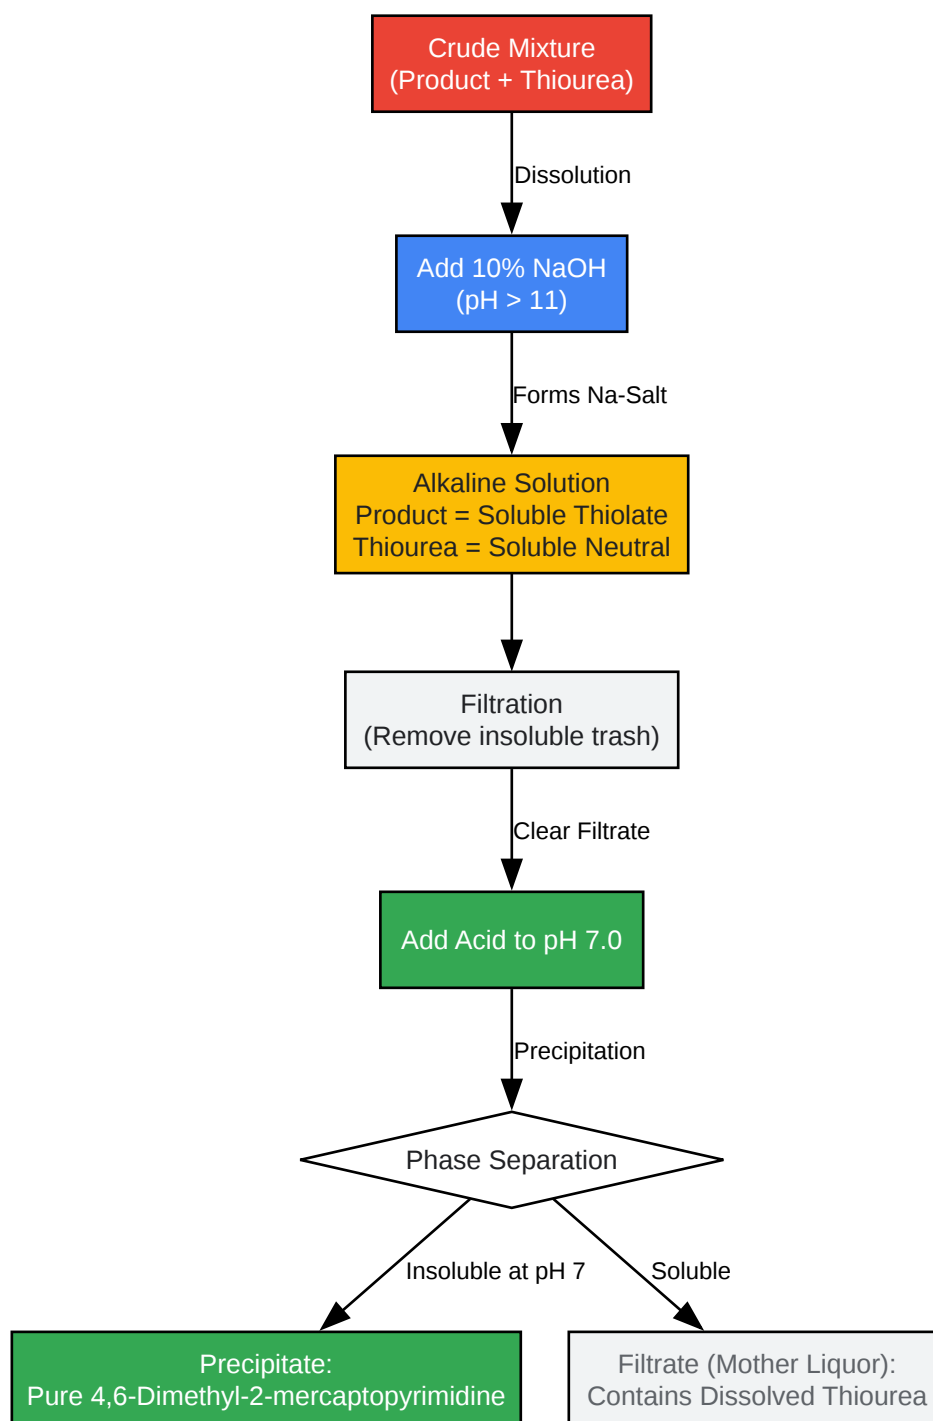 Crude Mixture
(Product + Thiourea)
Dissolution
Add 10% NaOH
(pH > 11)
Forms Na-Salt
Alkaline Solution
Product = Soluble Thiolate
Thiourea = Soluble Neutral
Filtration
(Remove insoluble trash)
Clear Filtrate
Add Acid to pH 7.0
Precipitation
Phase Separation
Insoluble at pH 7
Soluble
Precipitate:
Pure 4,6-Dimethyl-2-mercaptopyrimidine
Filtrate (Mother Liquor):
Contains Dissolved Thiourea